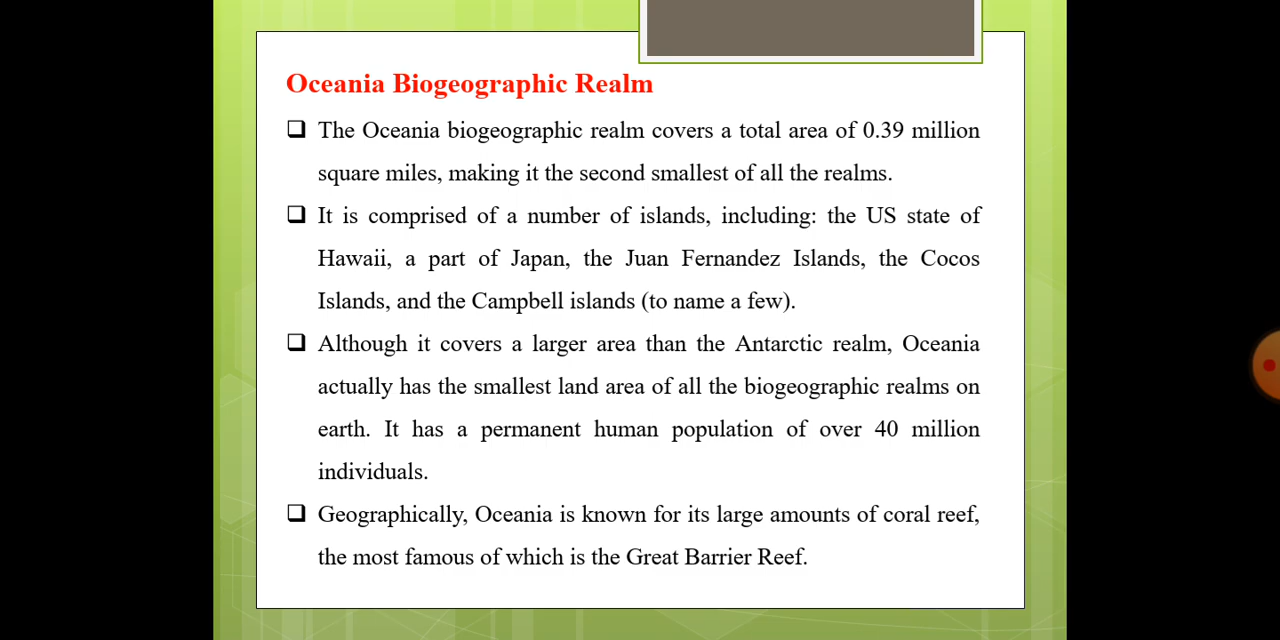 Oceania Biogeographic Realm
❑ The Oceania biogeographic realm covers a total area of 0.39 million
square miles, making it the second smallest of all the realms.
❑ It is comprised of a number of islands, including: the US state of
Hawaii, a part of Japan, the Juan Fernandez Islands, the Cocos
Islands, and the Campbell islands (to name a few).
❑ Although it covers a larger area than the Antarctic realm, Oceania
actually has the smallest land area of all the biogeographic realms on
earth. It has a permanent human population of over 40 million
individuals.
❑ Geographically, Oceania is known for its large amounts of coral reef,
the most famous of which is the Great Barrier Reef.